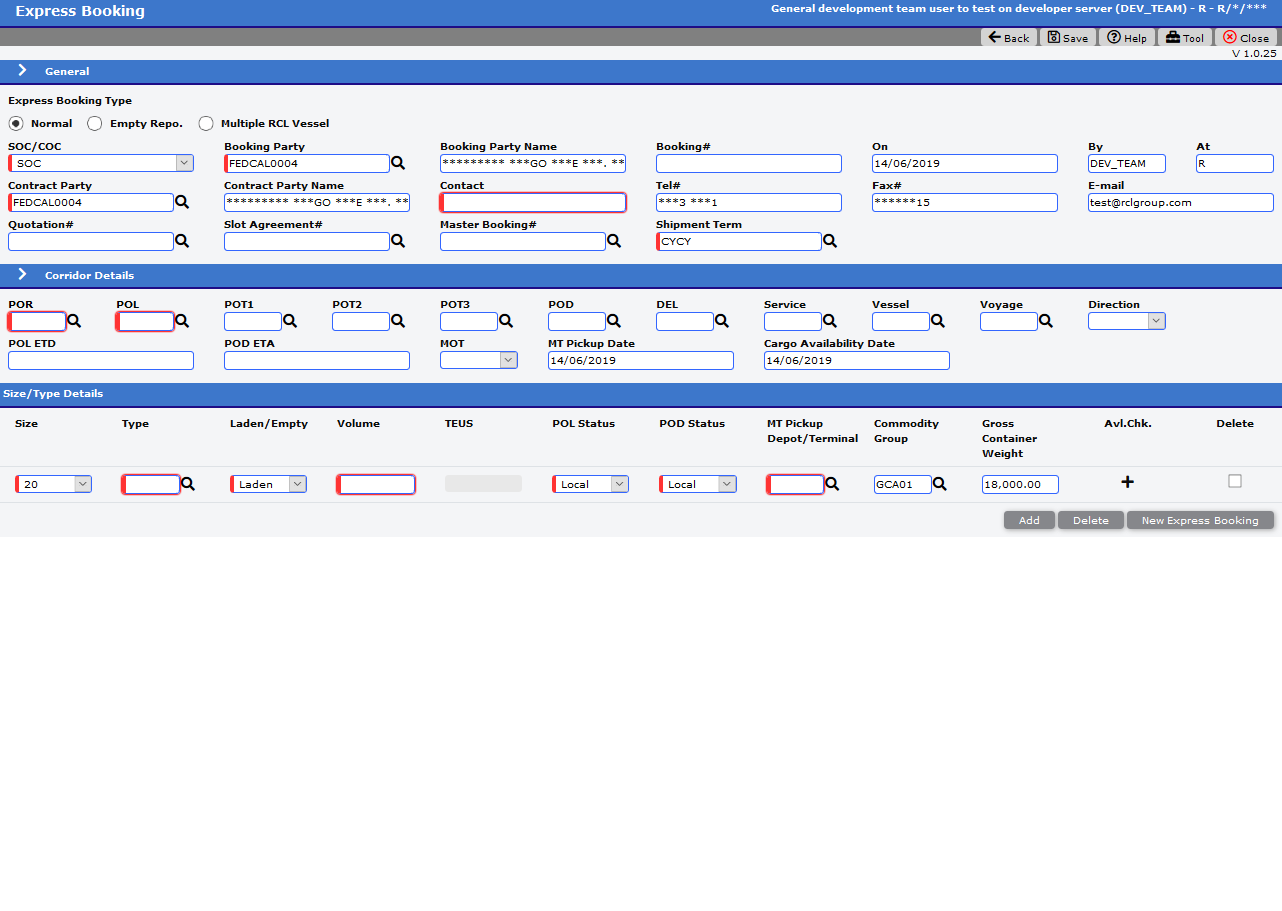 Express Booking
General development team user to test on developer server (DEV_TEAM) - R - R/*/***
Back Save Help Tool Close
V 1.0.25
General
Express Booking Type
Normal Empty Repo. Multiple RCL Vessel
SOC/COC Booking Party Booking Party Name Booking# On By At
SOC FEDCAL0004 ********* ***GO ***E ***. ** 14/06/2019 DEV_TEAM R
Contract Party Contract Party Name Contact Tel# Fax# E-mail
FEDCAL0004 ********* ***GO ***E ***. ** ***3 ***1 ******15 test@rclgroup.com
Quotation# Slot Agreement# Master Booking# Shipment Term
CYCY
Corridor Details
POR POL POT1 POT2 POT3 POD DEL Service Vessel Voyage Direction
POL ETD POD ETA MOT MT Pickup Date Cargo Availability Date
14/06/2019 14/06/2019
Size/Type Details
Size Type Laden/Empty Volume TEUS POL Status POD Status MT Pickup Commodity Gross Avl.Chk. Delete
Depot/Terminal Group Container
Weight
20 Laden Local Local GCA01 18,000.00
Add Delete New Express Booking